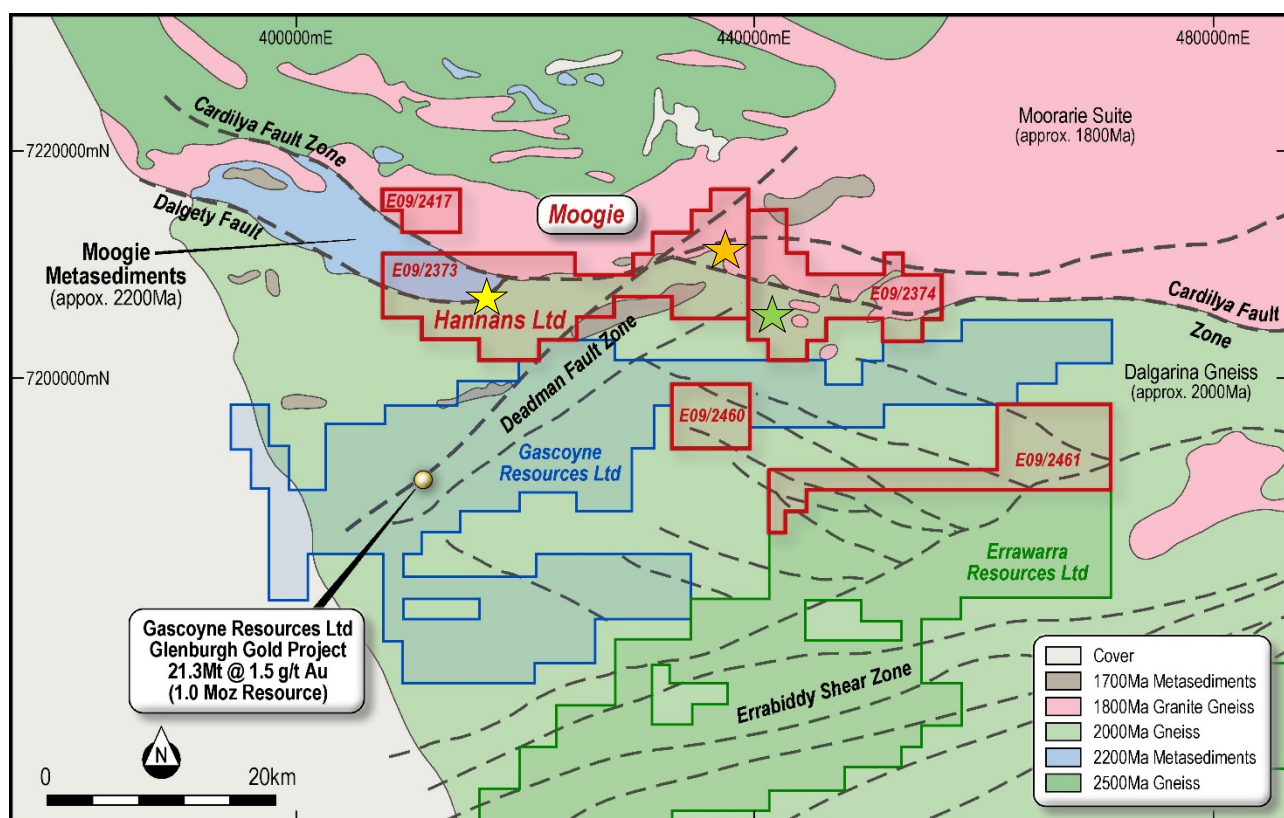 400000mE
440000mE
480000mE
7220000mN
7200000mN
Cardilya Fault Zone
Dalgety Fault
Moogie
Metasediments
(appox. 2200Ma)
E09/2417
Moogie
Moorarie Suite
(approx. 1800Ma)
E09/2373
Hannans Ltd
E09/2374
Cardilya Fault
Zone
Deadman Fault Zone
Dalgarina Gneiss
(approx. 2000Ma)
E09/2460
E09/2461
Gascoyne
Resources Ltd
Errawarra
Resources Ltd
Errabiddy Shear Zone
Gascoyne Resources Ltd
Glenburgh Gold Project
21.3Mt @ 1.5 g/t Au
(1.0 Moz Resource)
N
0
20km
Cover
1700Ma Metasediments
1800Ma Granite Gneiss
2000Ma Gneiss
2200Ma Metasediments
2500Ma Gneiss